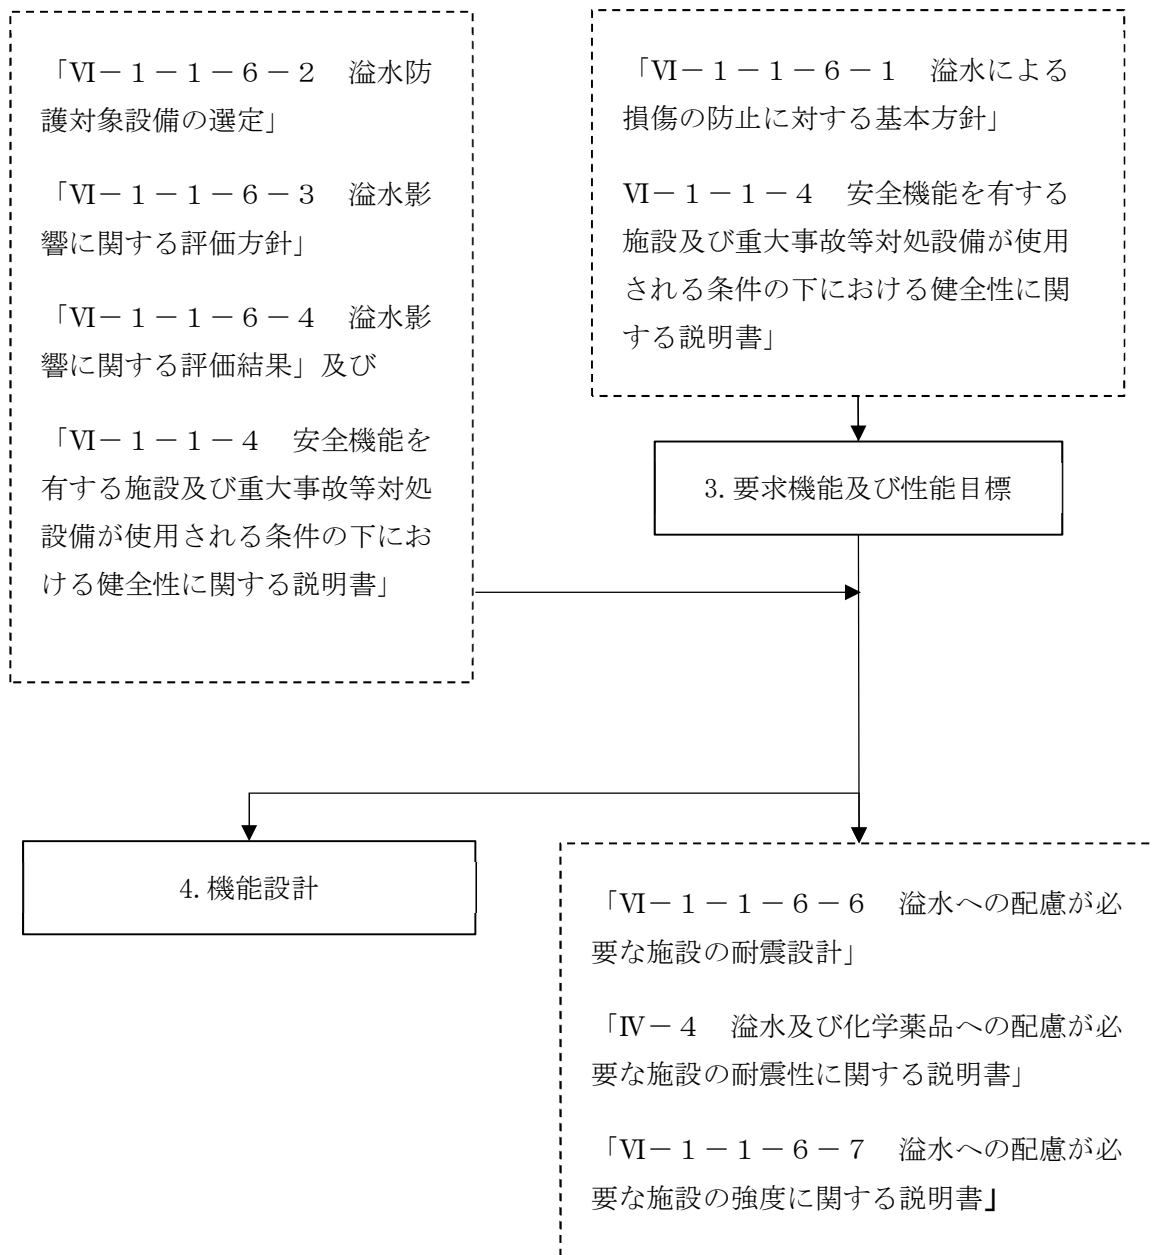 「Ⅵ－１－１－６－２　溢水防
護対象設備の選定」
「Ⅵ－１－１－６－３　溢水影
響に関する評価方針」
「Ⅵ－１－１－６－４　溢水影
響に関する評価結果」及び
「Ⅵ－１－１－４　安全機能を
有する施設及び重大事故等対処
設備が使用される条件の下にお
ける健全性に関する説明書」
「Ⅵ－１－１－６－１　溢水による
損傷の防止に対する基本方針」
Ⅵ－１－１－４　安全機能を有する
施設及び重大事故等対処設備が使用
される条件の下における健全性に関
する説明書」
3.要求機能及び性能目標
4.機能設計
「Ⅵ－１－１－６－６　溢水への配慮が必
要な施設の耐震設計」
「Ⅳ－４　溢水及び化学薬品への配慮が必
要な施設の耐震性に関する説明書」
「Ⅵ－１－１－６－７　溢水への配慮が必
要な施設の強度に関する説明書」